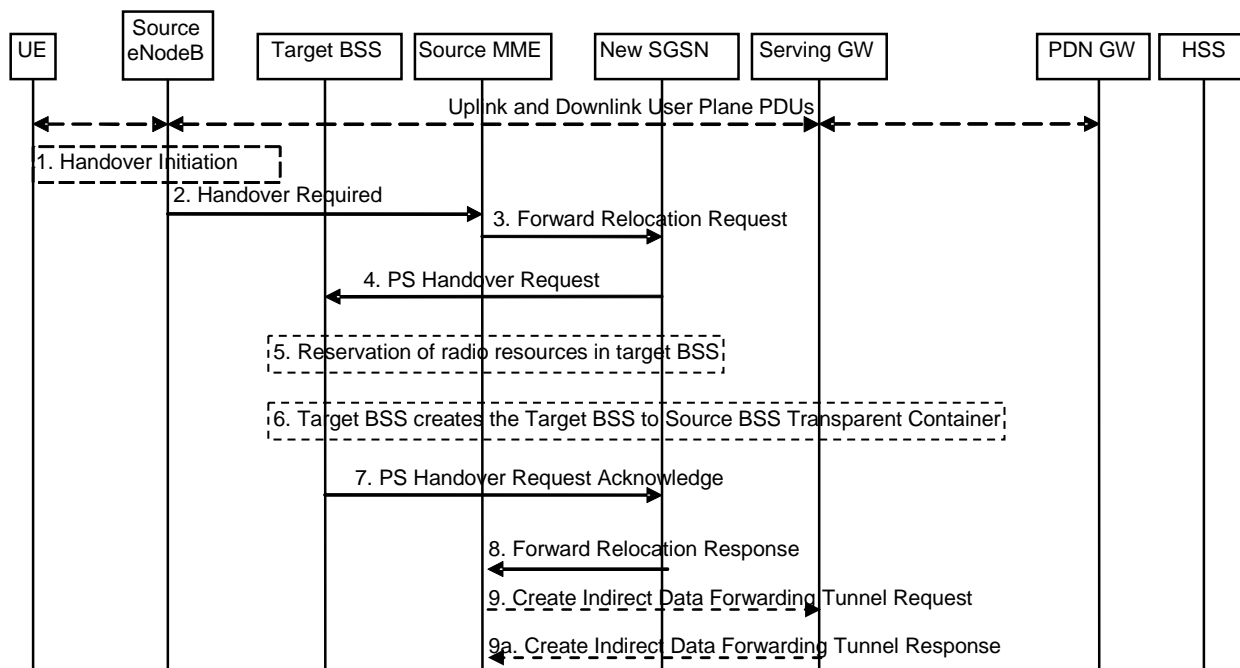 UE
Source
eNodeB
Target BSS
Source MME
New SGSN
Serving GW
PDN GW
HSS
Uplink and Downlink User Plane PDUs
1. Handover Initiation
2. Handover Required
3. Forward Relocation Request
4. PS Handover Request
5. Reservation of radio resources in target BSS
6. Target BSS creates the Target BSS to Source BSS Transparent Container
7. PS Handover Request Acknowledge
8. Forward Relocation Response
9. Create Indirect Data Forwarding Tunnel Request
9a. Create Indirect Data Forwarding Tunnel Response